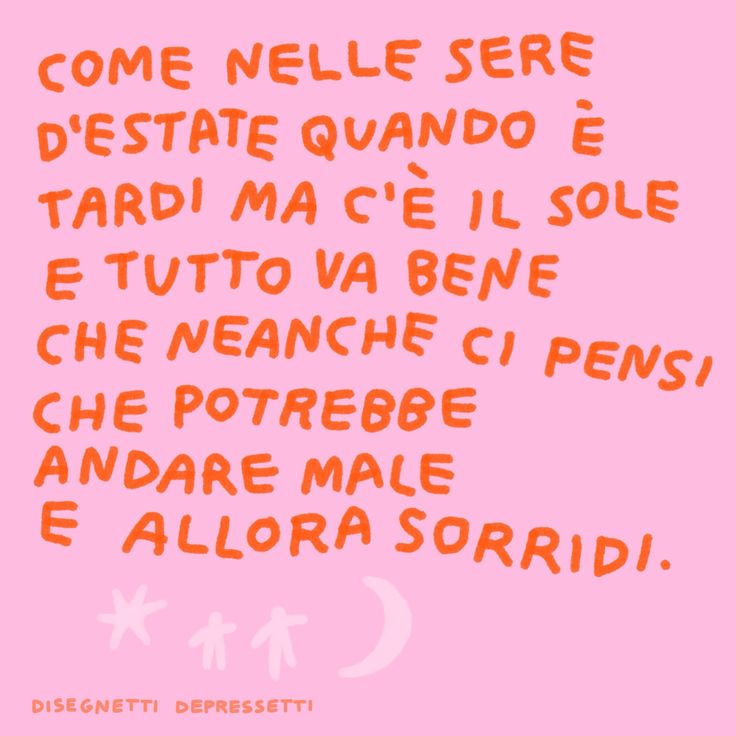 COME NELLE SERE
D'ESTATE QUANDO È
TARDI MA C'È IL SOLE
E TUTTO VA BENE
CHE NEANCHE CI PENSI
CHE POTREBBE
ANDARE MALE
E ALLORA SORRIDI.
DISEGNETTI DEPRESSETTI